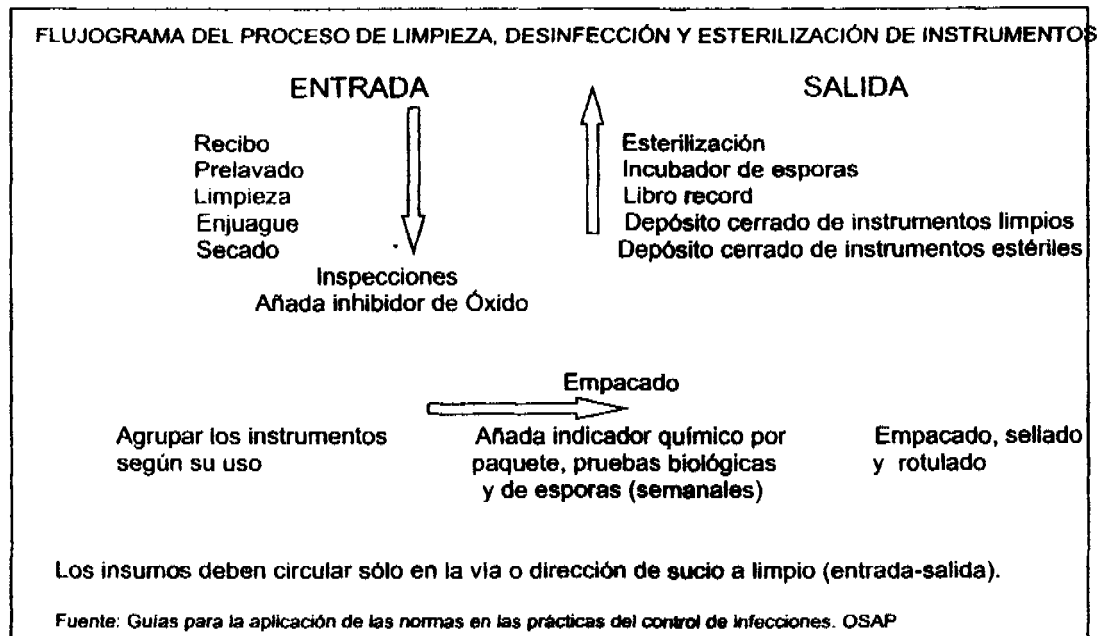 FLUJOGRAMA DEL PROCESO DE LIMPIEZA, DESINFECCIÓN Y ESTERILIZACIÓN DE INSTRUMENTOS
ENTRADA
Recibo
Prelavado
Limpieza
Enjuague
Secado
Inspecciones
Añada inhibidor de Óxido
SALIDA
Esterilización
Incubador de esporas
Libro record
Depósito cerrado de instrumentos limpios
Depósito cerrado de instrumentos estériles
Empacado
Agrupar los instrumentos
según su uso
Añada indicador químico por
paquete, pruebas biológicas
y de esporas (semanales)
Empacado, sellado
y rotulado
Los insumos deben circular sólo en la vía o dirección de sucio a limpio (entrada-salida).
Fuente: Guías para la aplicación de las normas en las prácticas del control de infecciones. OSAP